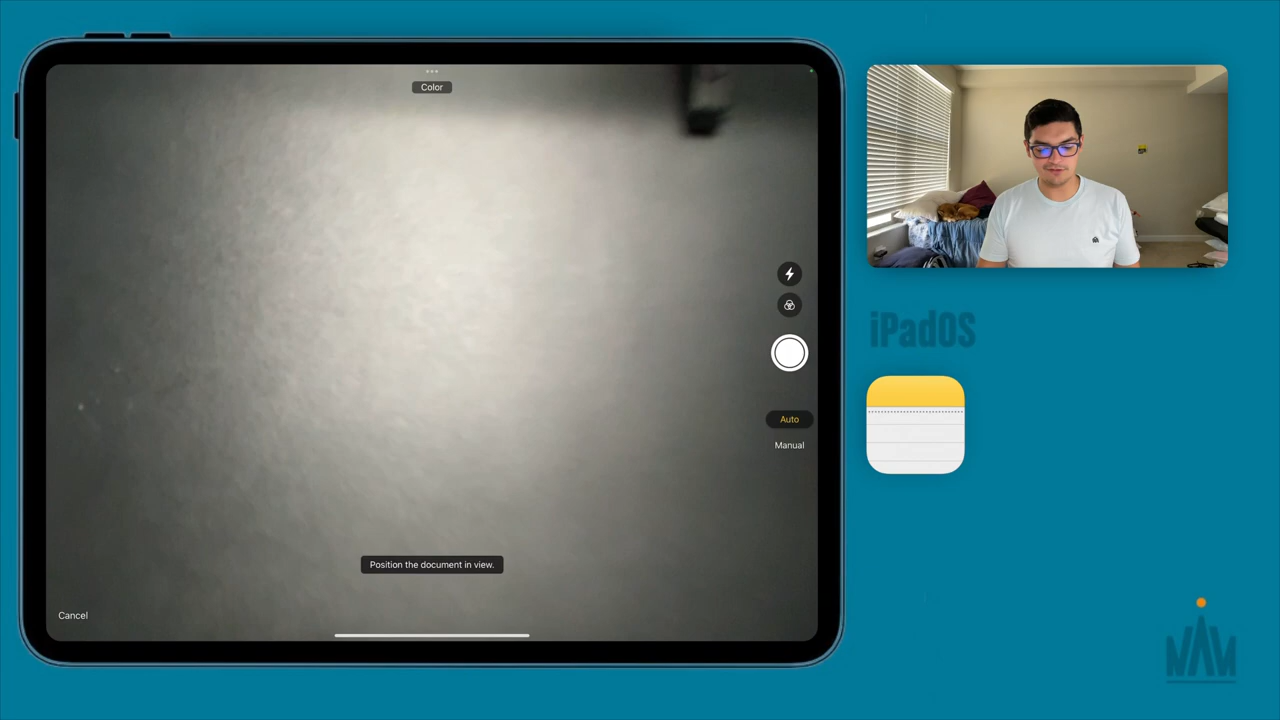 Color
Auto
Manual
Position the document in view.
Cancel
iPadOS